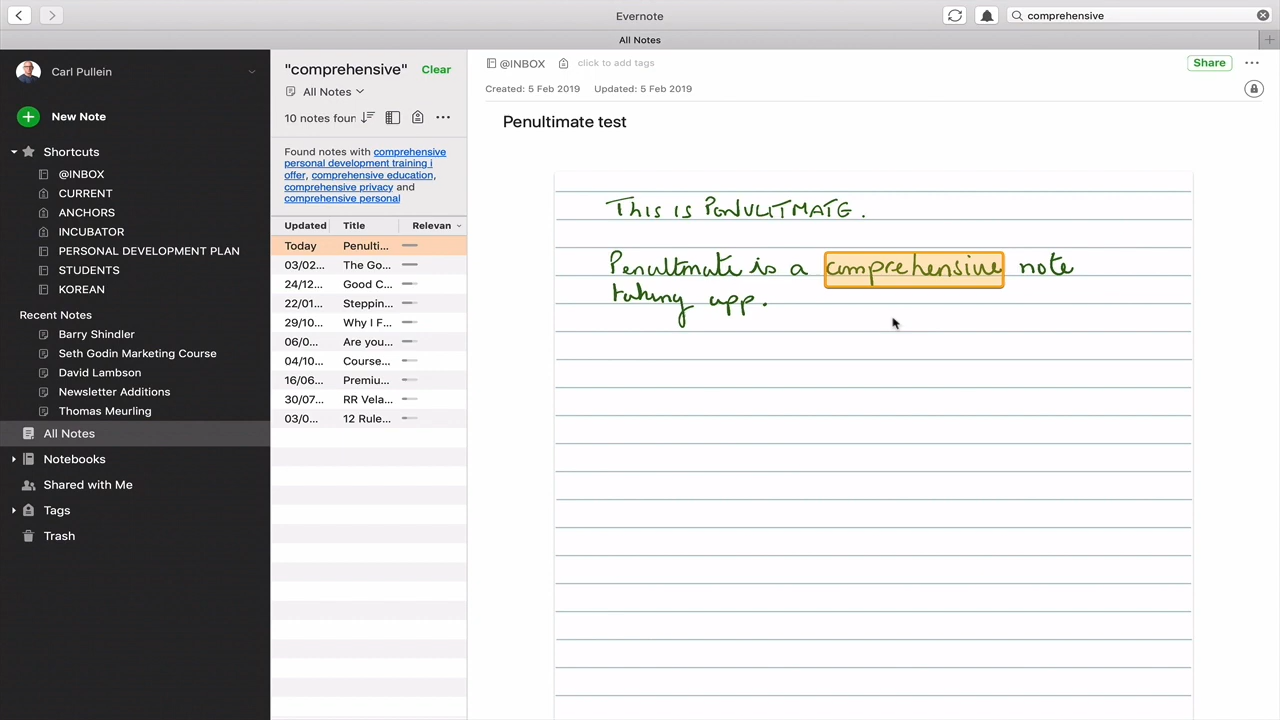 Evernote
comprehensive
All Notes
Carl Pullein
New Note
Shortcuts
@INBOX
CURRENT
ANCHORS
INCUBATOR
PERSONAL DEVELOPMENT PLAN
STUDENTS
KOREAN
Recent Notes
Barry Shindler
Seth Godin Marketing Course
David Lambson
Newsletter Additions
Thomas Meurling
All Notes
Notebooks
Shared with Me
Tags
Trash
"comprehensive" Clear
All Notes
10 notes foun
Found notes with comprehensive
personal development training i
offer, comprehensive education,
comprehensive privacy and
comprehensive personal
Updated Title Relevan
Today Penulti...
03/02... The Go...
24/12... Good C...
22/01... Steppin...
29/10... Why I F...
06/0... Are you...
04/10... Course...
16/06... Premiu...
30/07... RR Vela...
03/0... 12 Rule...
@INBOX click to add tags Share
Created: 5 Feb 2019 Updated: 5 Feb 2019
Penultimate test
This is PENULITMATE.
Penultmate is a comprehensive note
taking app.